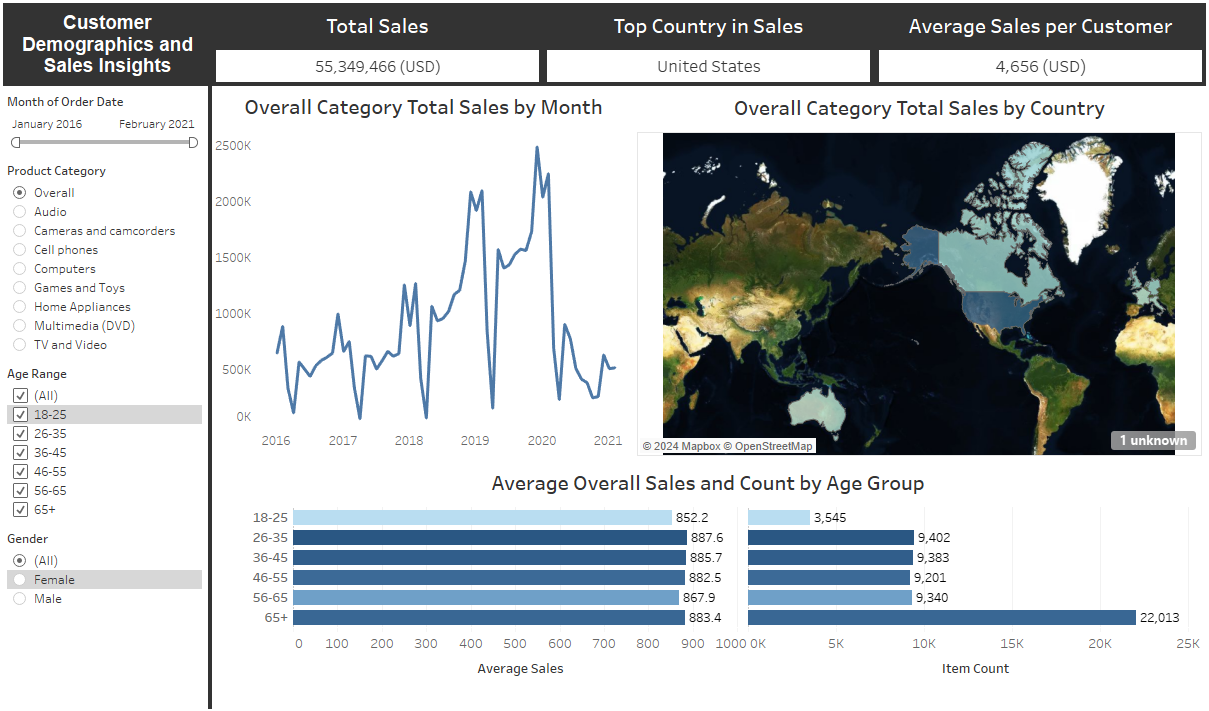 Customer
Demographics and
Sales Insights
Total Sales
55,349,466 (USD)
Top Country in Sales
United States
Average Sales per Customer
4,656 (USD)
Month of Order Date
January 2016 February 2021
Product Category
Overall
Audio
Cameras and camcorders
Cell phones
Computers
Games and Toys
Home Appliances
Multimedia (DVD)
TV and Video
Age Range
(All)
18-25
26-35
36-45
46-55
56-65
65+
Gender
(All)
Female
Male
Overall Category Total Sales by Month
2500K
2000K
1500K
1000K
500K
0K
2016 2017 2018 2019 2020 2021
Overall Category Total Sales by Country
© 2024 Mapbox © OpenStreetMap
1 unknown
Average Overall Sales and Count by Age Group
18-25 852.2 3,545
26-35 887.6 9,402
36-45 885.7 9,383
46-55 882.5 9,201
56-65 867.9 9,340
65+ 883.4 22,013
0 100 200 300 400 500 600 700 800 900 1000 0K 5K 10K 15K 20K 25K
Average Sales Item Count